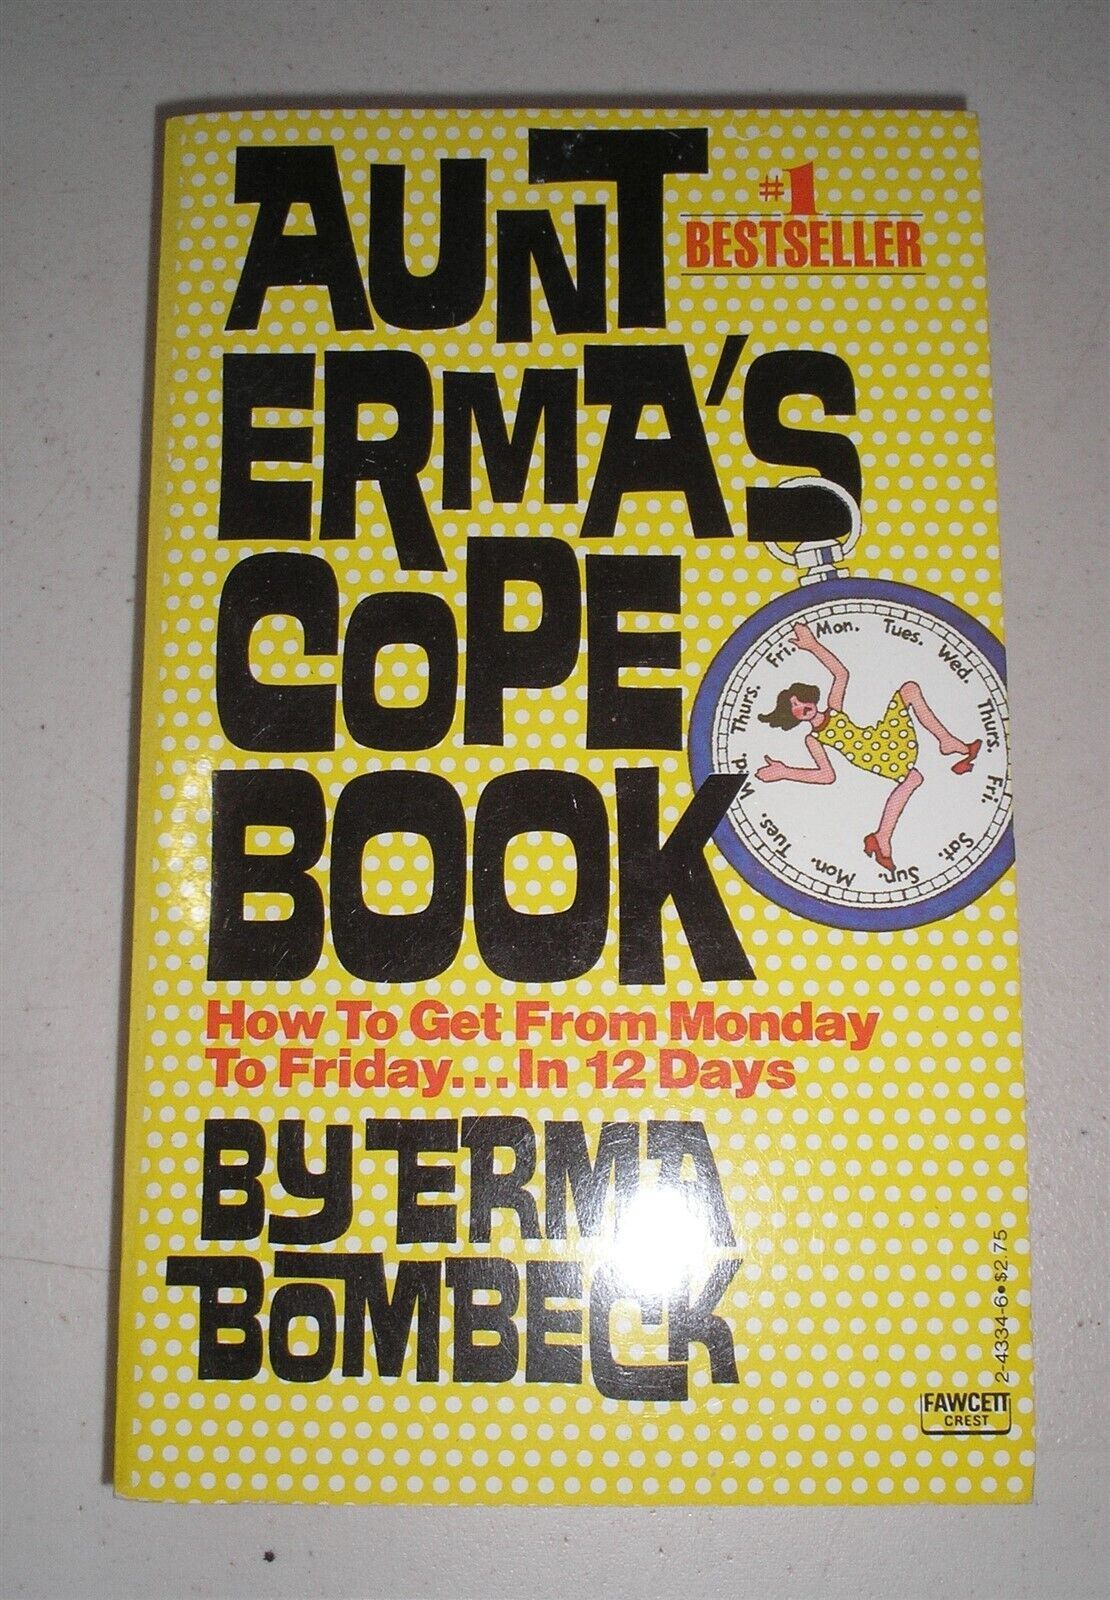 AUNT
ERMA'S
COPE
BOOK
#1
BESTSELLER
Mon.
Tues.
Wed.
Thurs.
Fri.
Sat.
Sun.
Mon.
Tues.
Wed.
Thurs.
Fri.
How To Get From Monday
To Friday...In 12 Days
BY ERMA
BOMBECK
2-4334-6•$2.75
FAWCETT
CREST